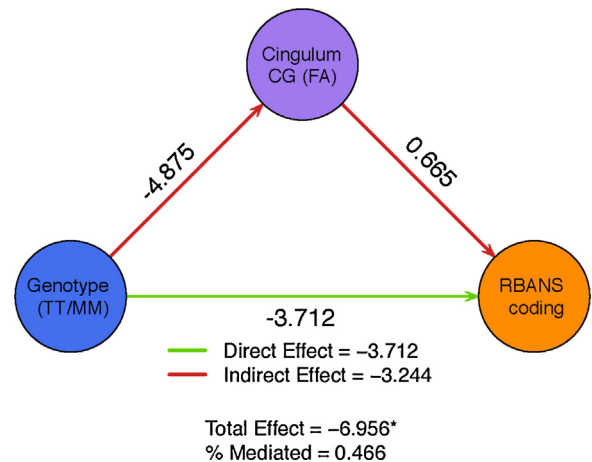 Cingulum
CG (FA)
-4.875
0.665
Genotype
(TT/MM)
RBANS
coding
-3.712
Direct Effect = −3.712
Indirect Effect = −3.244
Total Effect = −6.956*
% Mediated = 0.466